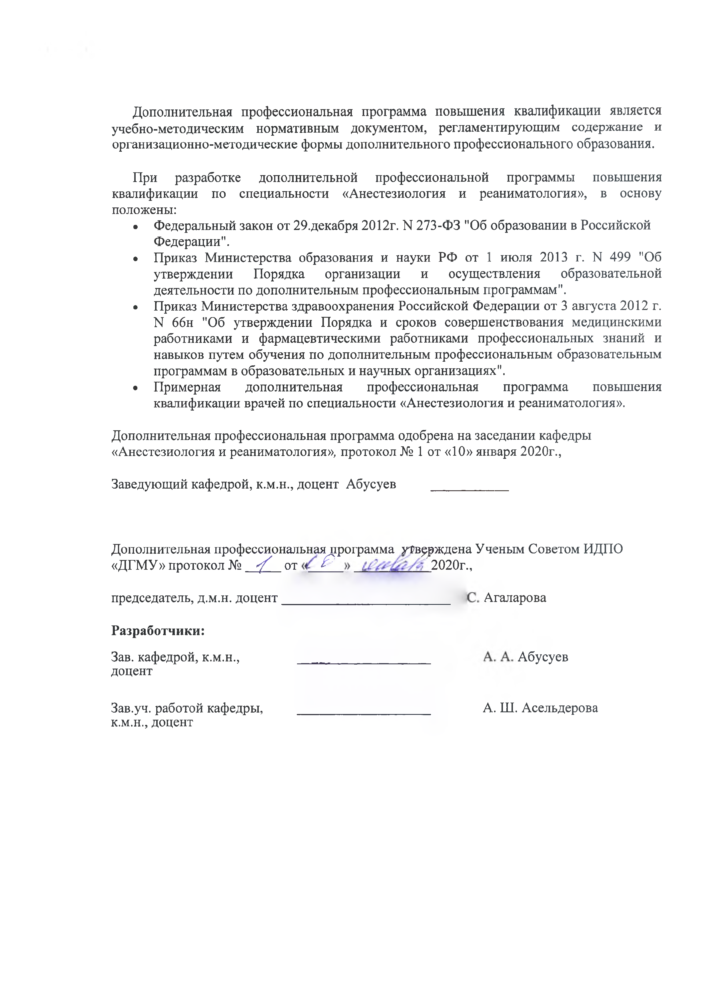 Дополнительная профессиональная программа повышения квалификации является
учебно-методическим нормативным документом, регламентирующим содержание и
организационно-методические формы дополнительного профессионального образования.
При разработке дополнительной профессиональной программы повышения
квалификации по специальности «Анестезиология и реаниматология», в основу
положены:
• Федеральный закон от 29.декабря 2012г. N 273-ФЗ "Об образовании в Российской
Федерации".
• Приказ Министерства образования и науки РФ от 1 июля 2013 г. N 499 "Об
утверждении Порядка организации и осуществления образовательной
деятельности по дополнительным профессиональным программам".
• Приказ Министерства здравоохранения Российской Федерации от 3 августа 2012 г.
N 66н "Об утверждении Порядка и сроков совершенствования медицинскими
работниками и фармацевтическими работниками профессиональных знаний и
навыков путем обучения по дополнительным профессиональным образовательным
программам в образовательных и научных организациях".
• Примерная дополнительная профессиональная программа повышения
квалификации врачей по специальности «Анестезиология и реаниматология».
Дополнительная профессиональная программа одобрена на заседании кафедры
«Анестезиология и реаниматология», протокол № 1 от «10» января 2020г.,
Заведующий кафедрой, к.м.н., доцент Абусуев
Дополнительная профессиональная программа утверждена Ученым Советом ИДПО
«ДГМУ» протокол № 1 от « » января 2020г.,
председатель, д.м.н. доцент С. Агаларова
Разработчики:
Зав. кафедрой, к.м.н., А. А. Абусуев
доцент
Зав.уч. работой кафедры, А. Ш. Асельдерова
к.м.н., доцент